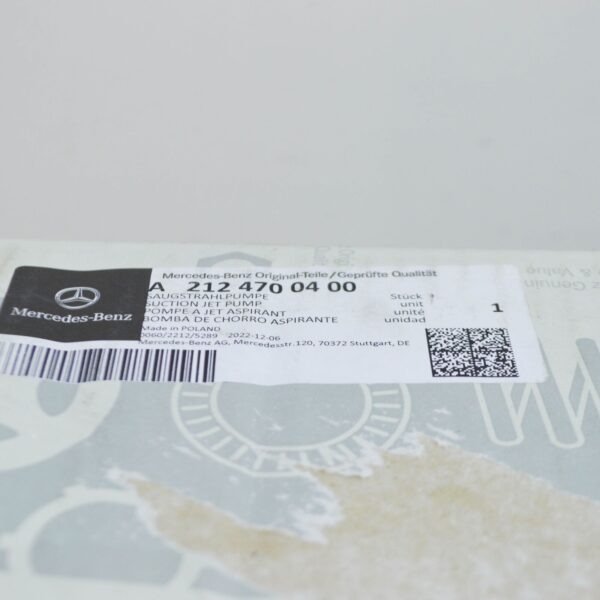 Mercedes-Benz Original-Teile/Geprüfte Qualität
A 212 470 04 00
SAUGSTRAHLPUMPE Stück
SUCTION JET PUMP unit
POMPE A JET ASPIRANT unité
BOMBA DE CHORRO ASPIRANTE unidad
1
Made in POLAND
0060/2212/5289 2022-12-06
Mercedes-Benz AG, Mercedesstr.120, 70372 Stuttgart, DE
Mercedes-Benz
& Value